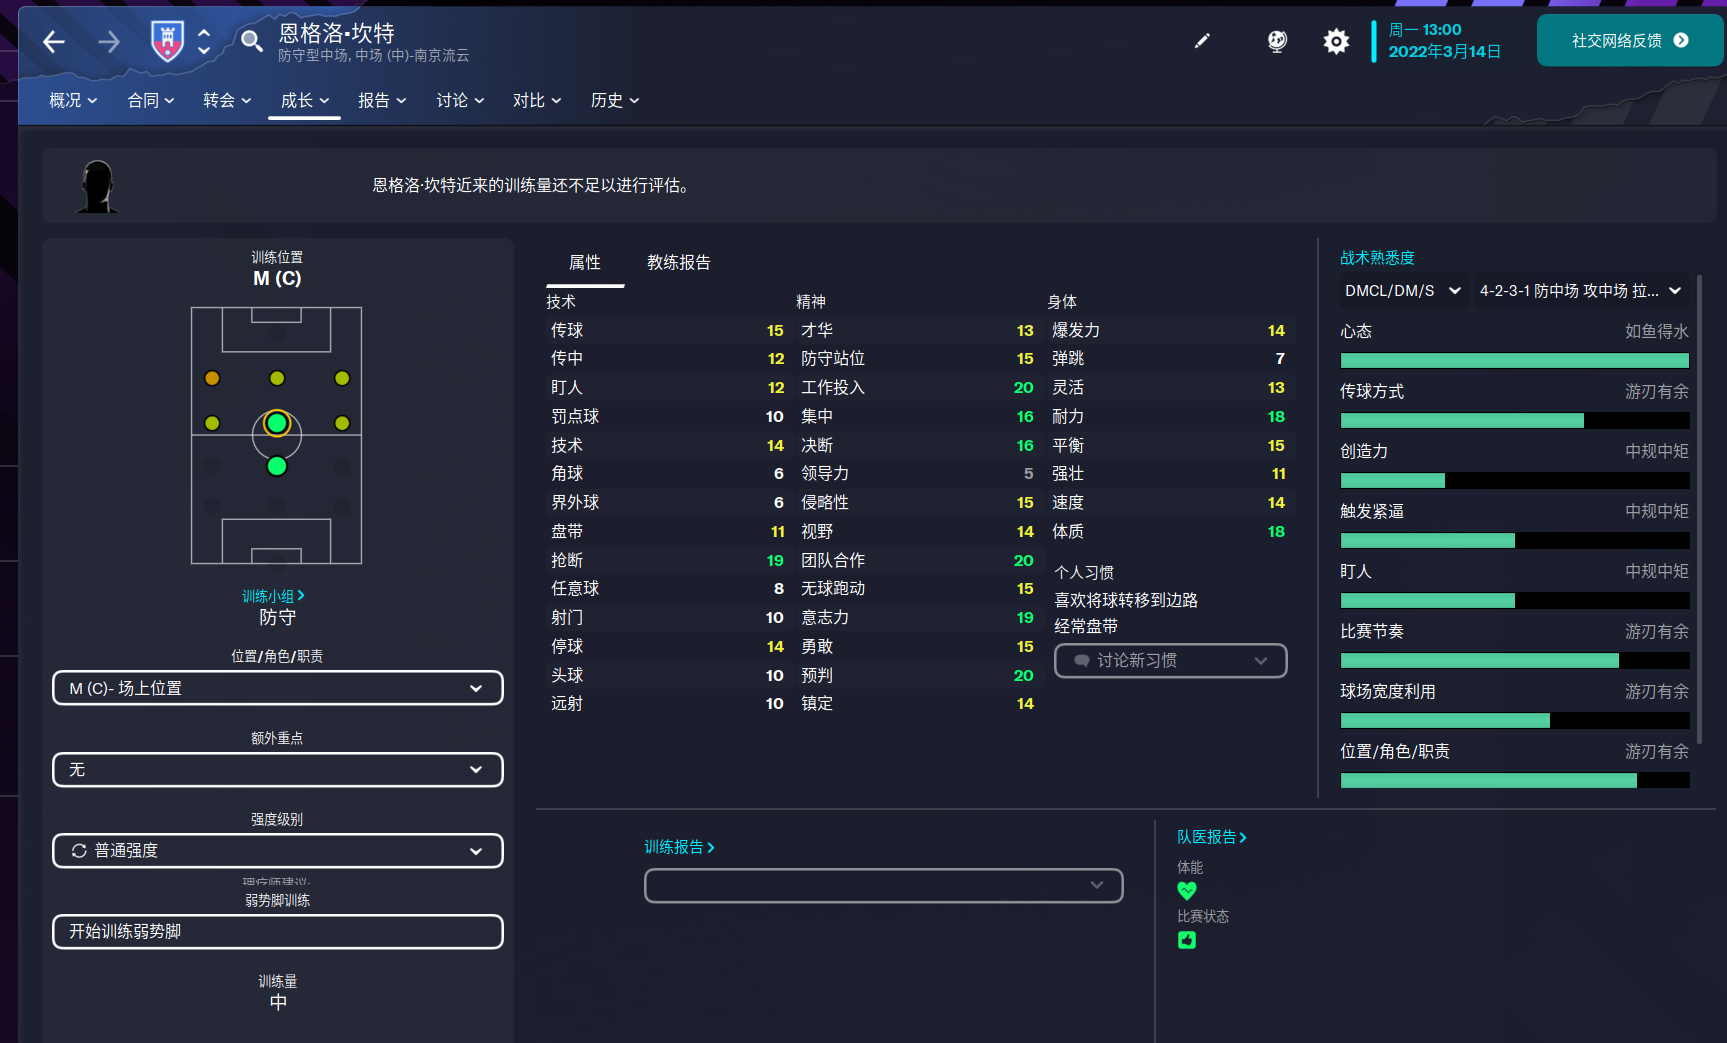 恩格洛·坎特
防守型中场, 中场 (中)-南京流云
周一 13:00
2022年3月14日
社交网络反馈
概况
合同
转会
成长
报告
讨论
对比
历史
恩格洛·坎特近来的训练量还不足以进行评估。
训练位置
M (C)
训练小组
防守
位置/角色/职责
M (C)- 场上位置
额外重点
无
强度级别
普通强度
理疗师建议:
弱势脚训练
开始训练弱势脚
训练量
中
属性
教练报告
技术
传球 15
传中 12
盯人 12
罚点球 10
技术 14
角球 6
界外球 6
盘带 11
抢断 19
任意球 8
射门 10
停球 14
头球 10
远射 10
精神
才华 13
防守站位 15
工作投入 20
集中 16
决断 16
领导力 5
侵略性 15
视野 14
团队合作 20
无球跑动 15
意志力 19
勇敢 15
预判 20
镇定 14
身体
爆发力 14
弹跳 7
灵活 13
耐力 18
平衡 15
强壮 11
速度 14
体质 18
个人习惯
喜欢将球转移到边路
经常盘带
讨论新习惯
战术熟悉度
DMCL/DM/S
4-2-3-1 防中场 攻中场 拉...
心态 如鱼得水
传球方式 游刃有余
创造力 中规中矩
触发紧逼 中规中矩
盯人 中规中矩
比赛节奏 游刃有余
球场宽度利用 游刃有余
位置/角色/职责 游刃有余
训练报告
队医报告
体能
比赛状态